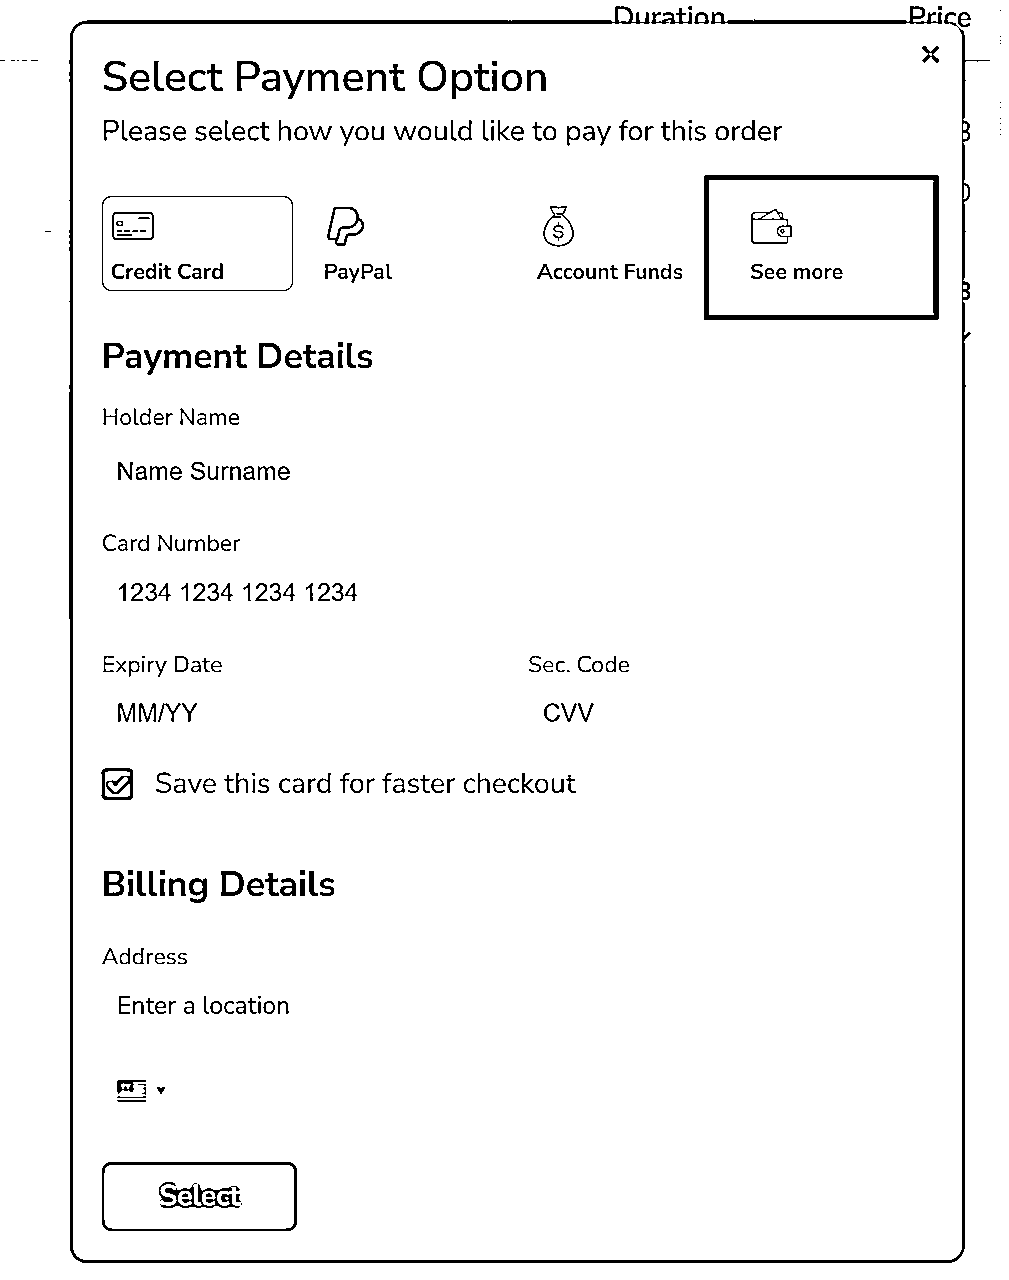 Duration Price
Select Payment Option
Please select how you would like to pay for this order
Credit Card PayPal Account Funds See more
Payment Details
Holder Name
Name Surname
Card Number
1234 1234 1234 1234
Expiry Date Sec. Code
MM/YY CVV
Save this card for faster checkout
Billing Details
Address
Enter a location
Select